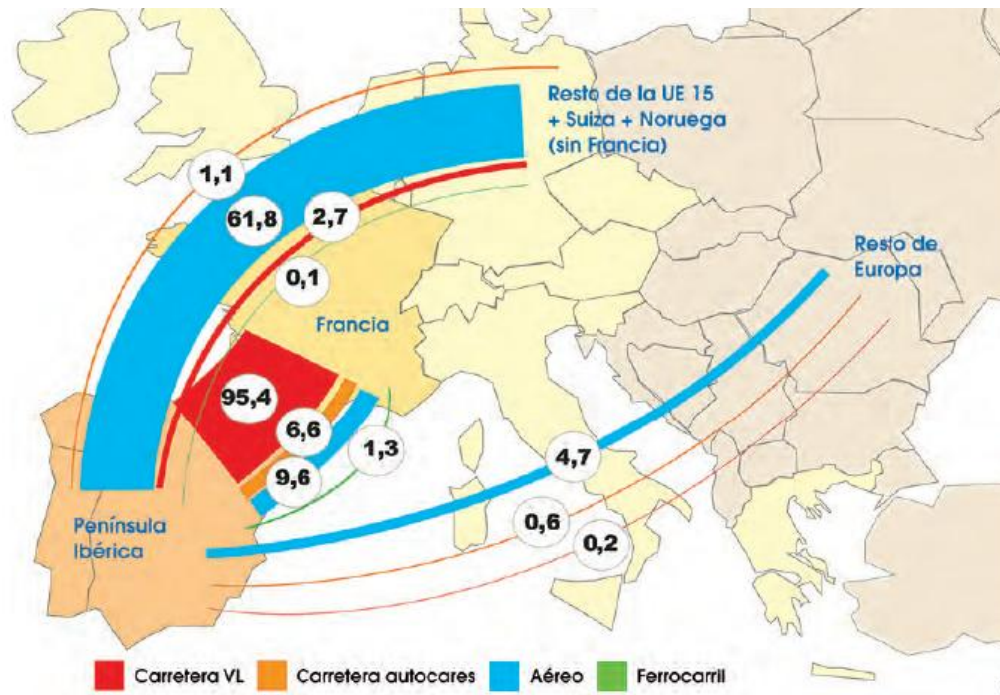 Resto de la UE 15
+ Suiza + Noruega
(sin Francia)
1,1
61,8
2,7
0,1
Resto de
Europa
Francia
95,4
6,6
1,3
9,6
4,7
0,6
0,2
Península
Ibérica
Carretera VL
Carretera autocares
Aéreo
Ferrocarril